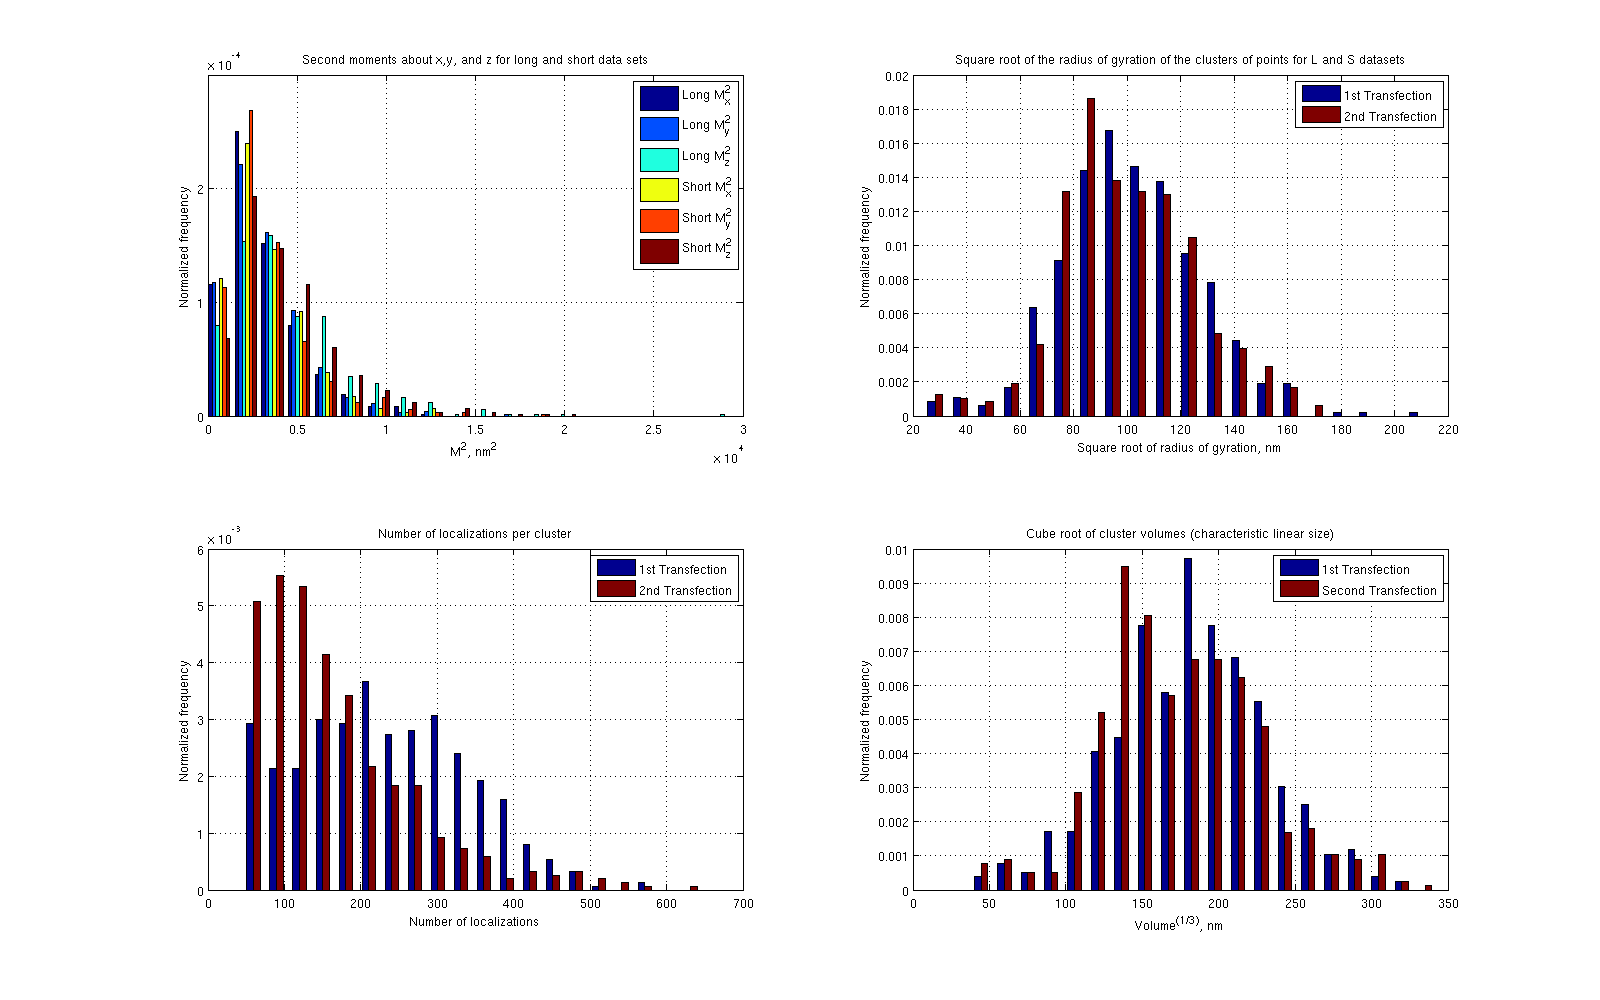 Second moments about x,y, and z for long and short data sets
× 10^-4
Normalized frequency
2
1
0
Long M_x^2
Long M_y^2
Long M_z^2
Short M_x^2
Short M_y^2
Short M_z^2
0 0.5 1 1.5 2 2.5 3
M^2, nm^2
× 10^4
Square root of the radius of gyration of the clusters of points for L and S datasets
Normalized frequency
0.02
0.018
0.016
0.014
0.012
0.01
0.008
0.006
0.004
0.002
0
1st Transfection
2nd Transfection
20 40 60 80 100 120 140 160 180 200 220
Square root of radius of gyration, nm
Number of localizations per cluster
× 10^-3
Normalized frequency
6
5
4
3
2
1
0
1st Transfection
2nd Transfection
0 100 200 300 400 500 600 700
Number of localizations
Cube root of cluster volumes (characteristic linear size)
Normalized frequency
0.01
0.009
0.008
0.007
0.006
0.005
0.004
0.003
0.002
0.001
0
1st Transfection
Second Transfection
0 50 100 150 200 250 300 350
Volume^(1/3), nm